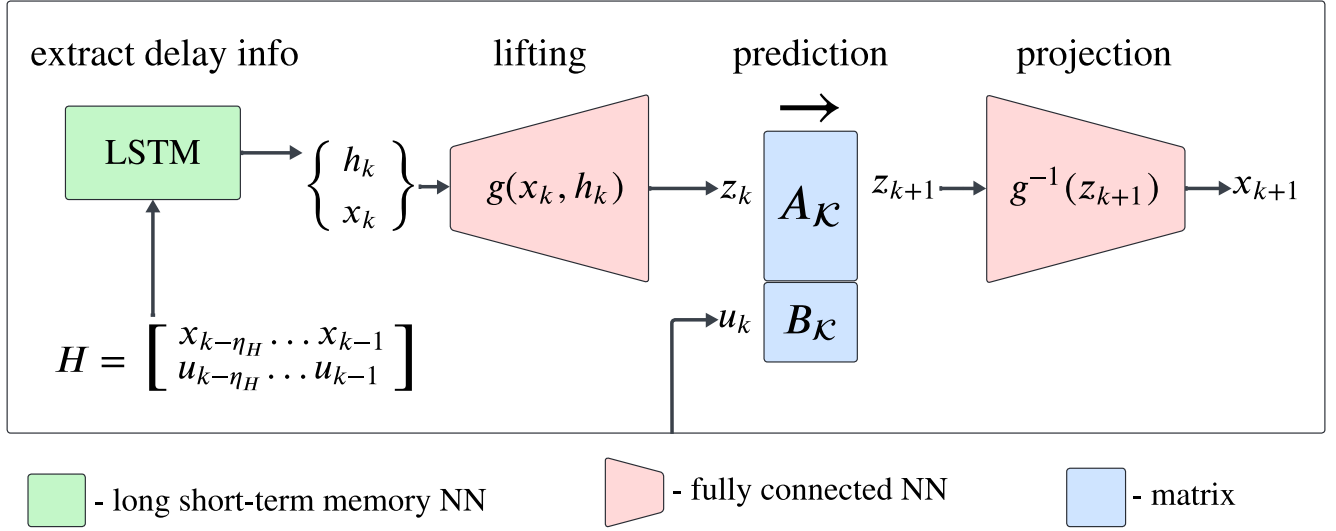 extract delay info
lifting
prediction
projection
LSTM
h_k
x_k
g(x_k, h_k)
z_k
A_𝒦
z_{k+1}
g^{-1}(z_{k+1})
x_{k+1}
u_k
B_𝒦
H = [ x_{k-η_H} ... x_{k-1}
u_{k-η_H} ... u_{k-1} ]
- long short-term memory NN
- fully connected NN
- matrix